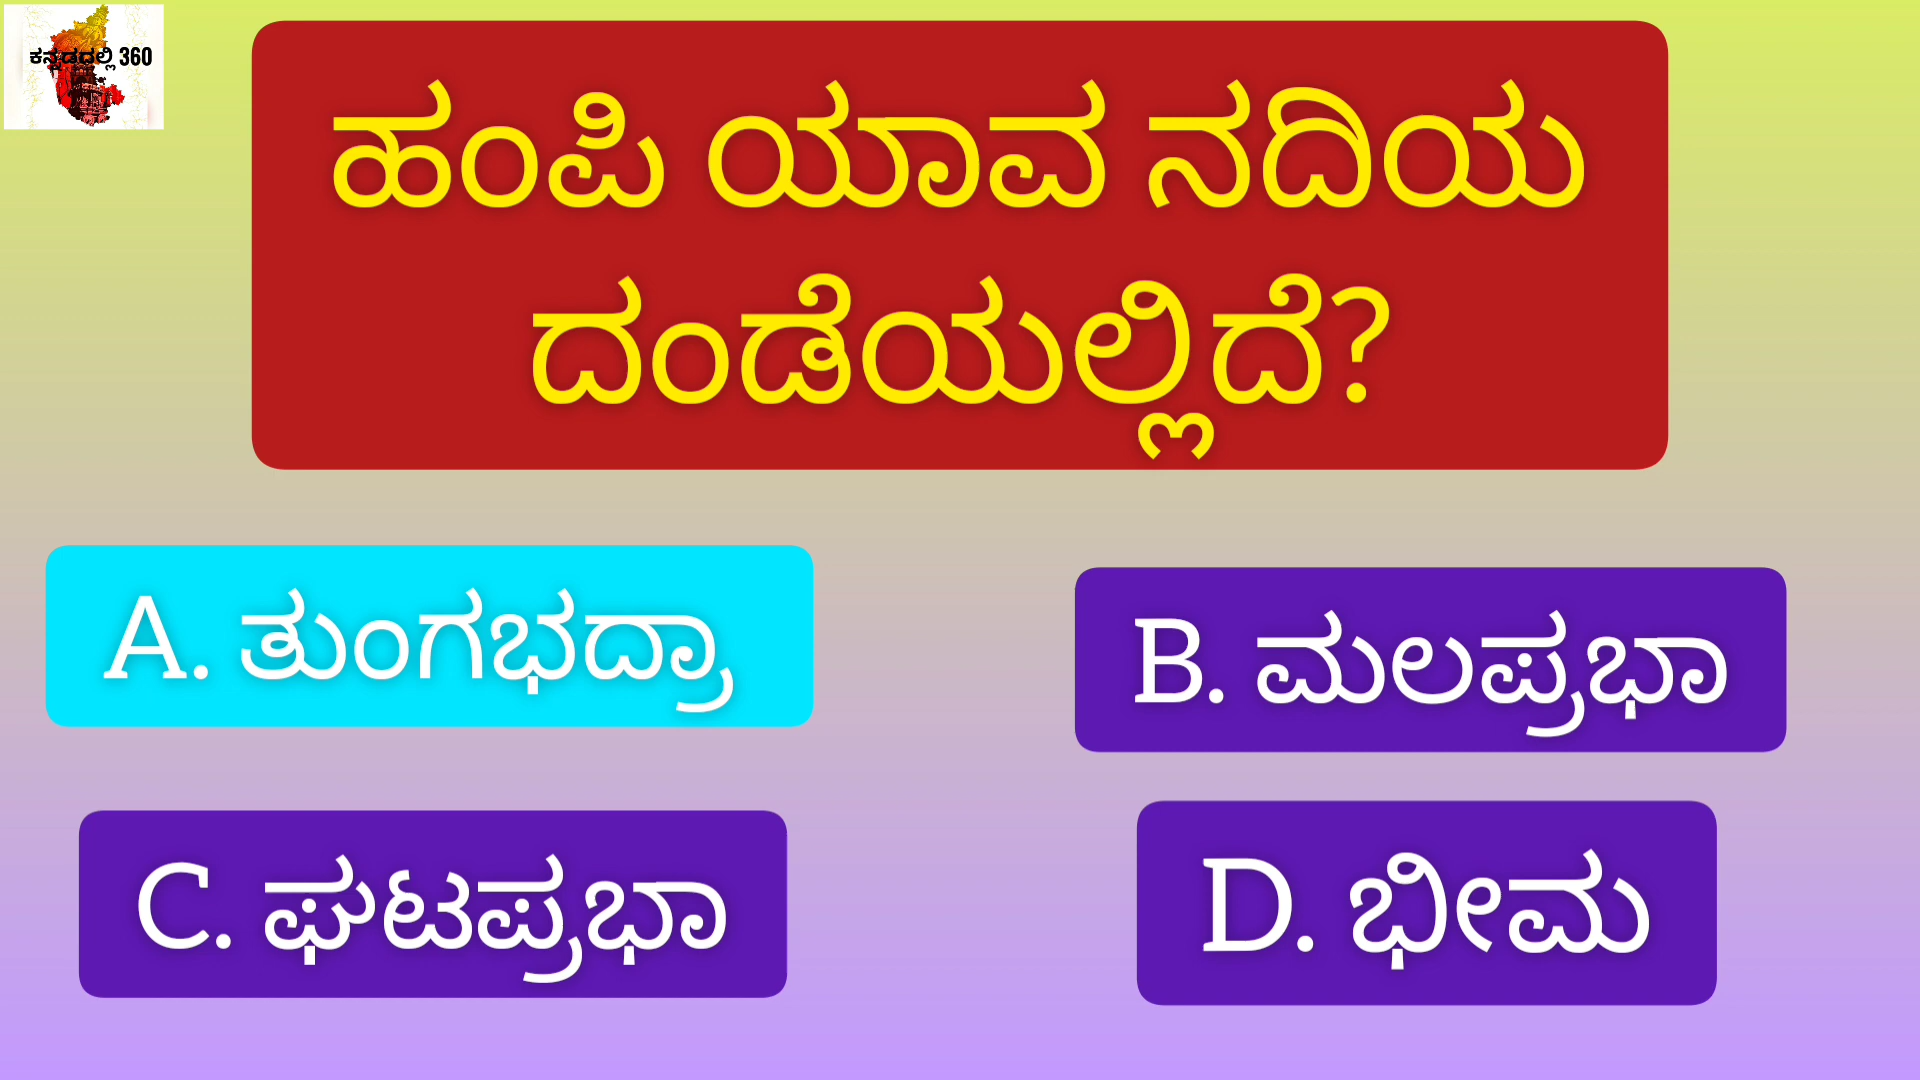 ಕನ್ನಡದಲ್ಲಿ 360
ಹಂಪಿ ಯಾವ ನದಿಯ
ದಂಡೆಯಲ್ಲಿದೆ?
A. ತುಂಗಭದ್ರಾ
B. ಮಲಪ್ರಭಾ
C. ಘಟಪ್ರಭಾ
D. ಭೀಮ